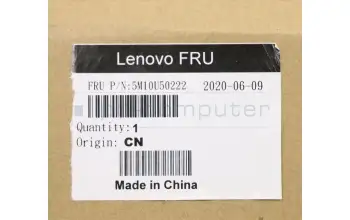 Lenovo FRU
FRU P/N:5M10U50222 2020-06-09
Quantity:1
Origin: CN
Made in China